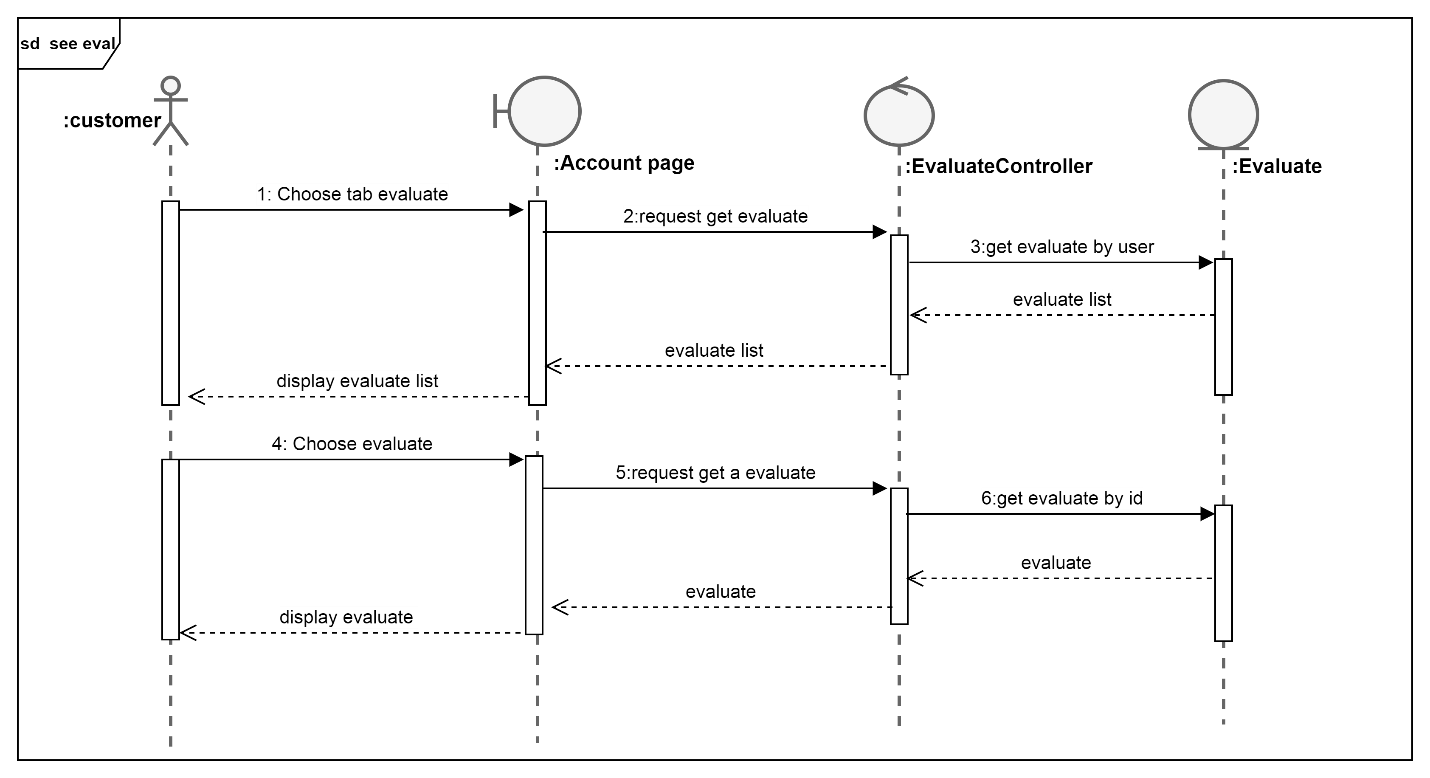 sd  see eval
:customer
:Account page
:EvaluateController
:Evaluate
1: Choose tab evaluate
2:request get evaluate
3:get evaluate by user
evaluate list
evaluate list
display evaluate list
4: Choose evaluate
5:request get a evaluate
6:get evaluate by id
evaluate
evaluate
display evaluate